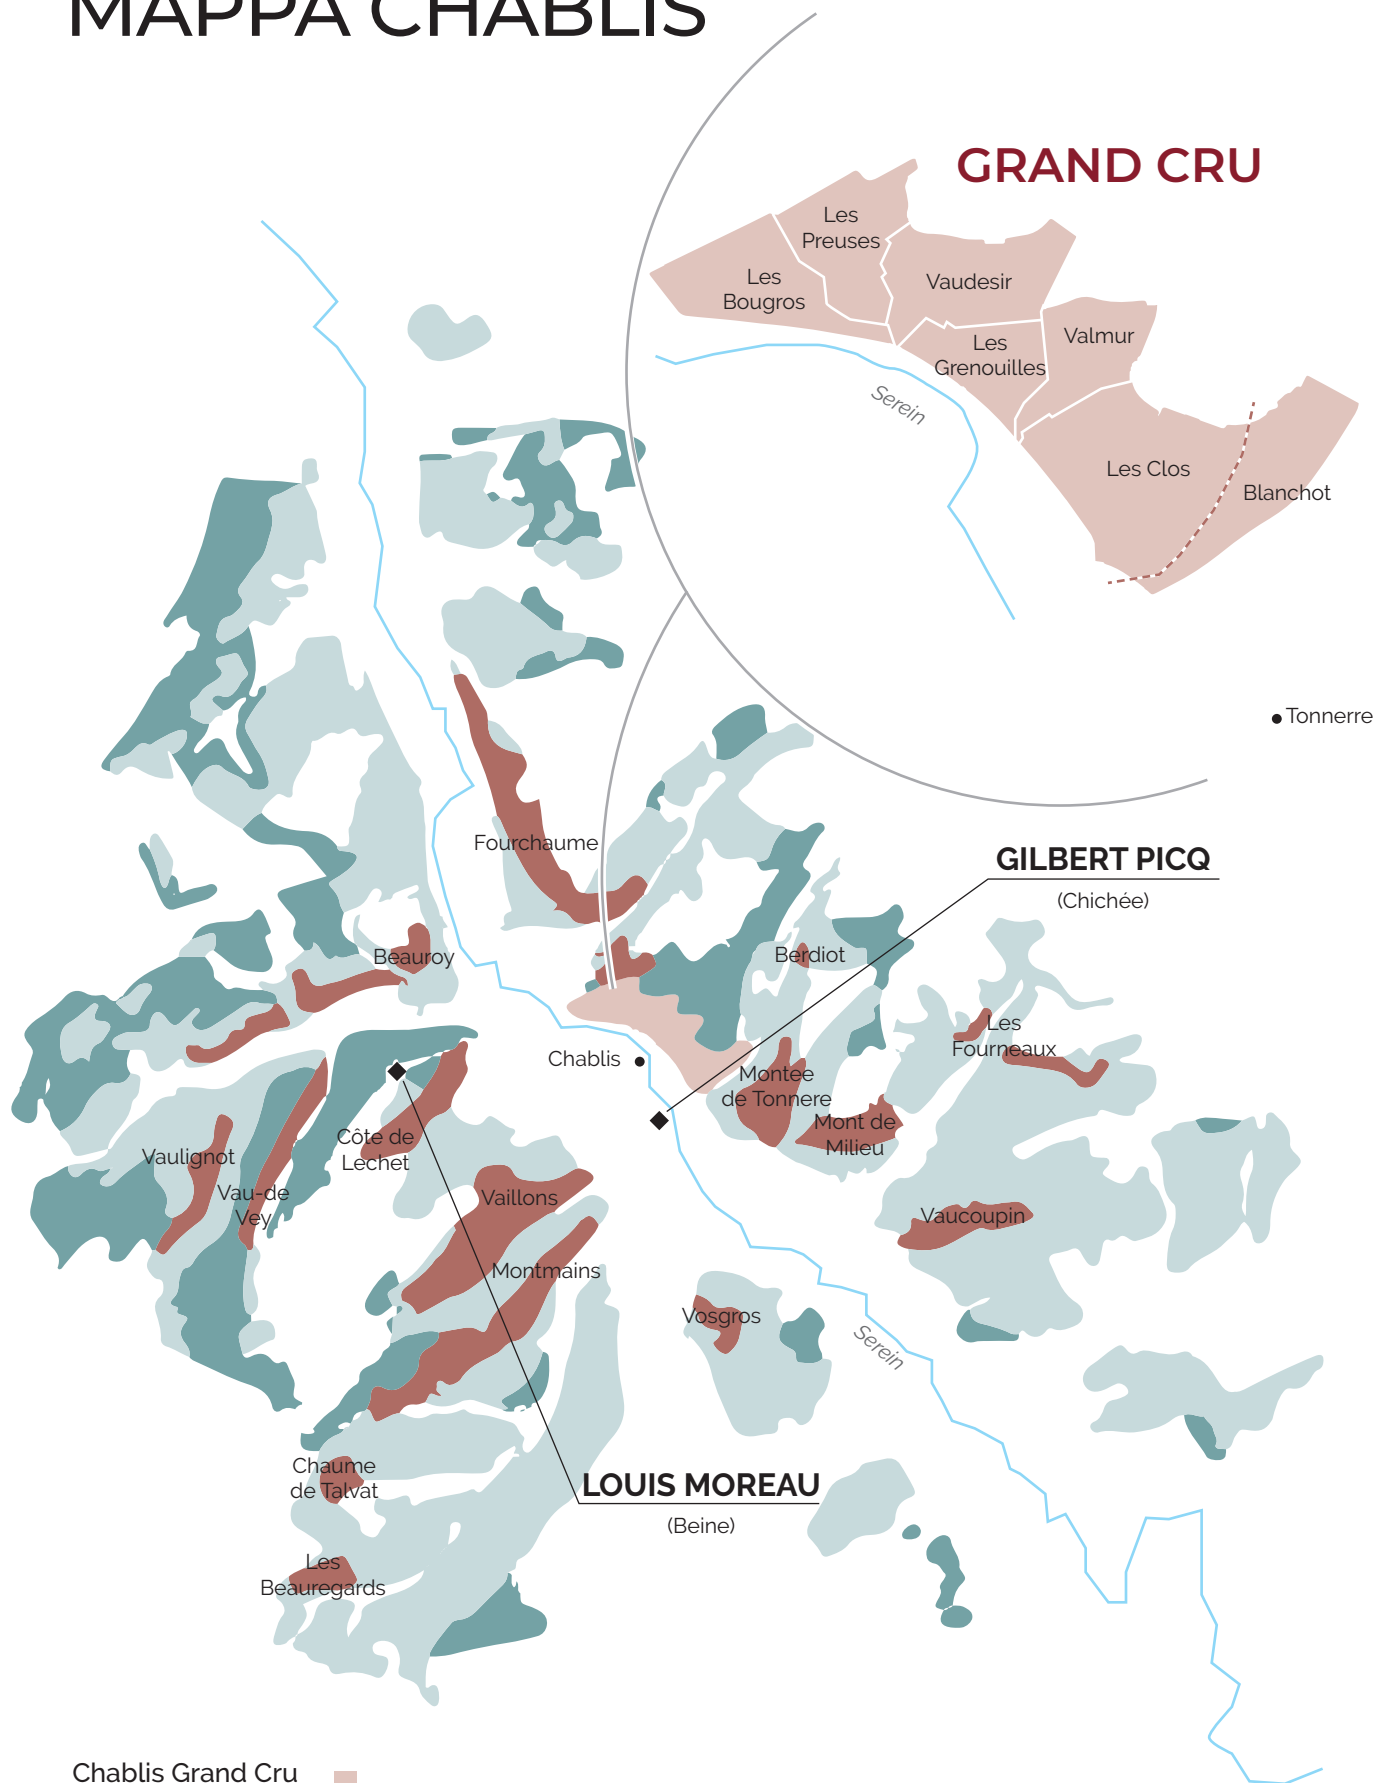 MAPPA CHABLIS
GRAND CRU
Les
Preuses
Les
Bougros
Vaudesir
Valmur
Les
Grenouilles
Serein
Les Clos
Blanchot
Tonnerre
Fourchaume
GILBERT PICQ
(Chichée)
Beauroy
Berdiot
Les
Fourneaux
Chablis
Montee
de Tonnere
Mont de
Milieu
Côte de
Lechet
Vaulignot
Vau-de
Vey
Vaillons
Vaucoupin
Montmains
Vosgros
Serein
Chaume
de Talvat
LOUIS MOREAU
(Beine)
Les
Beauregards
Chablis Grand Cru